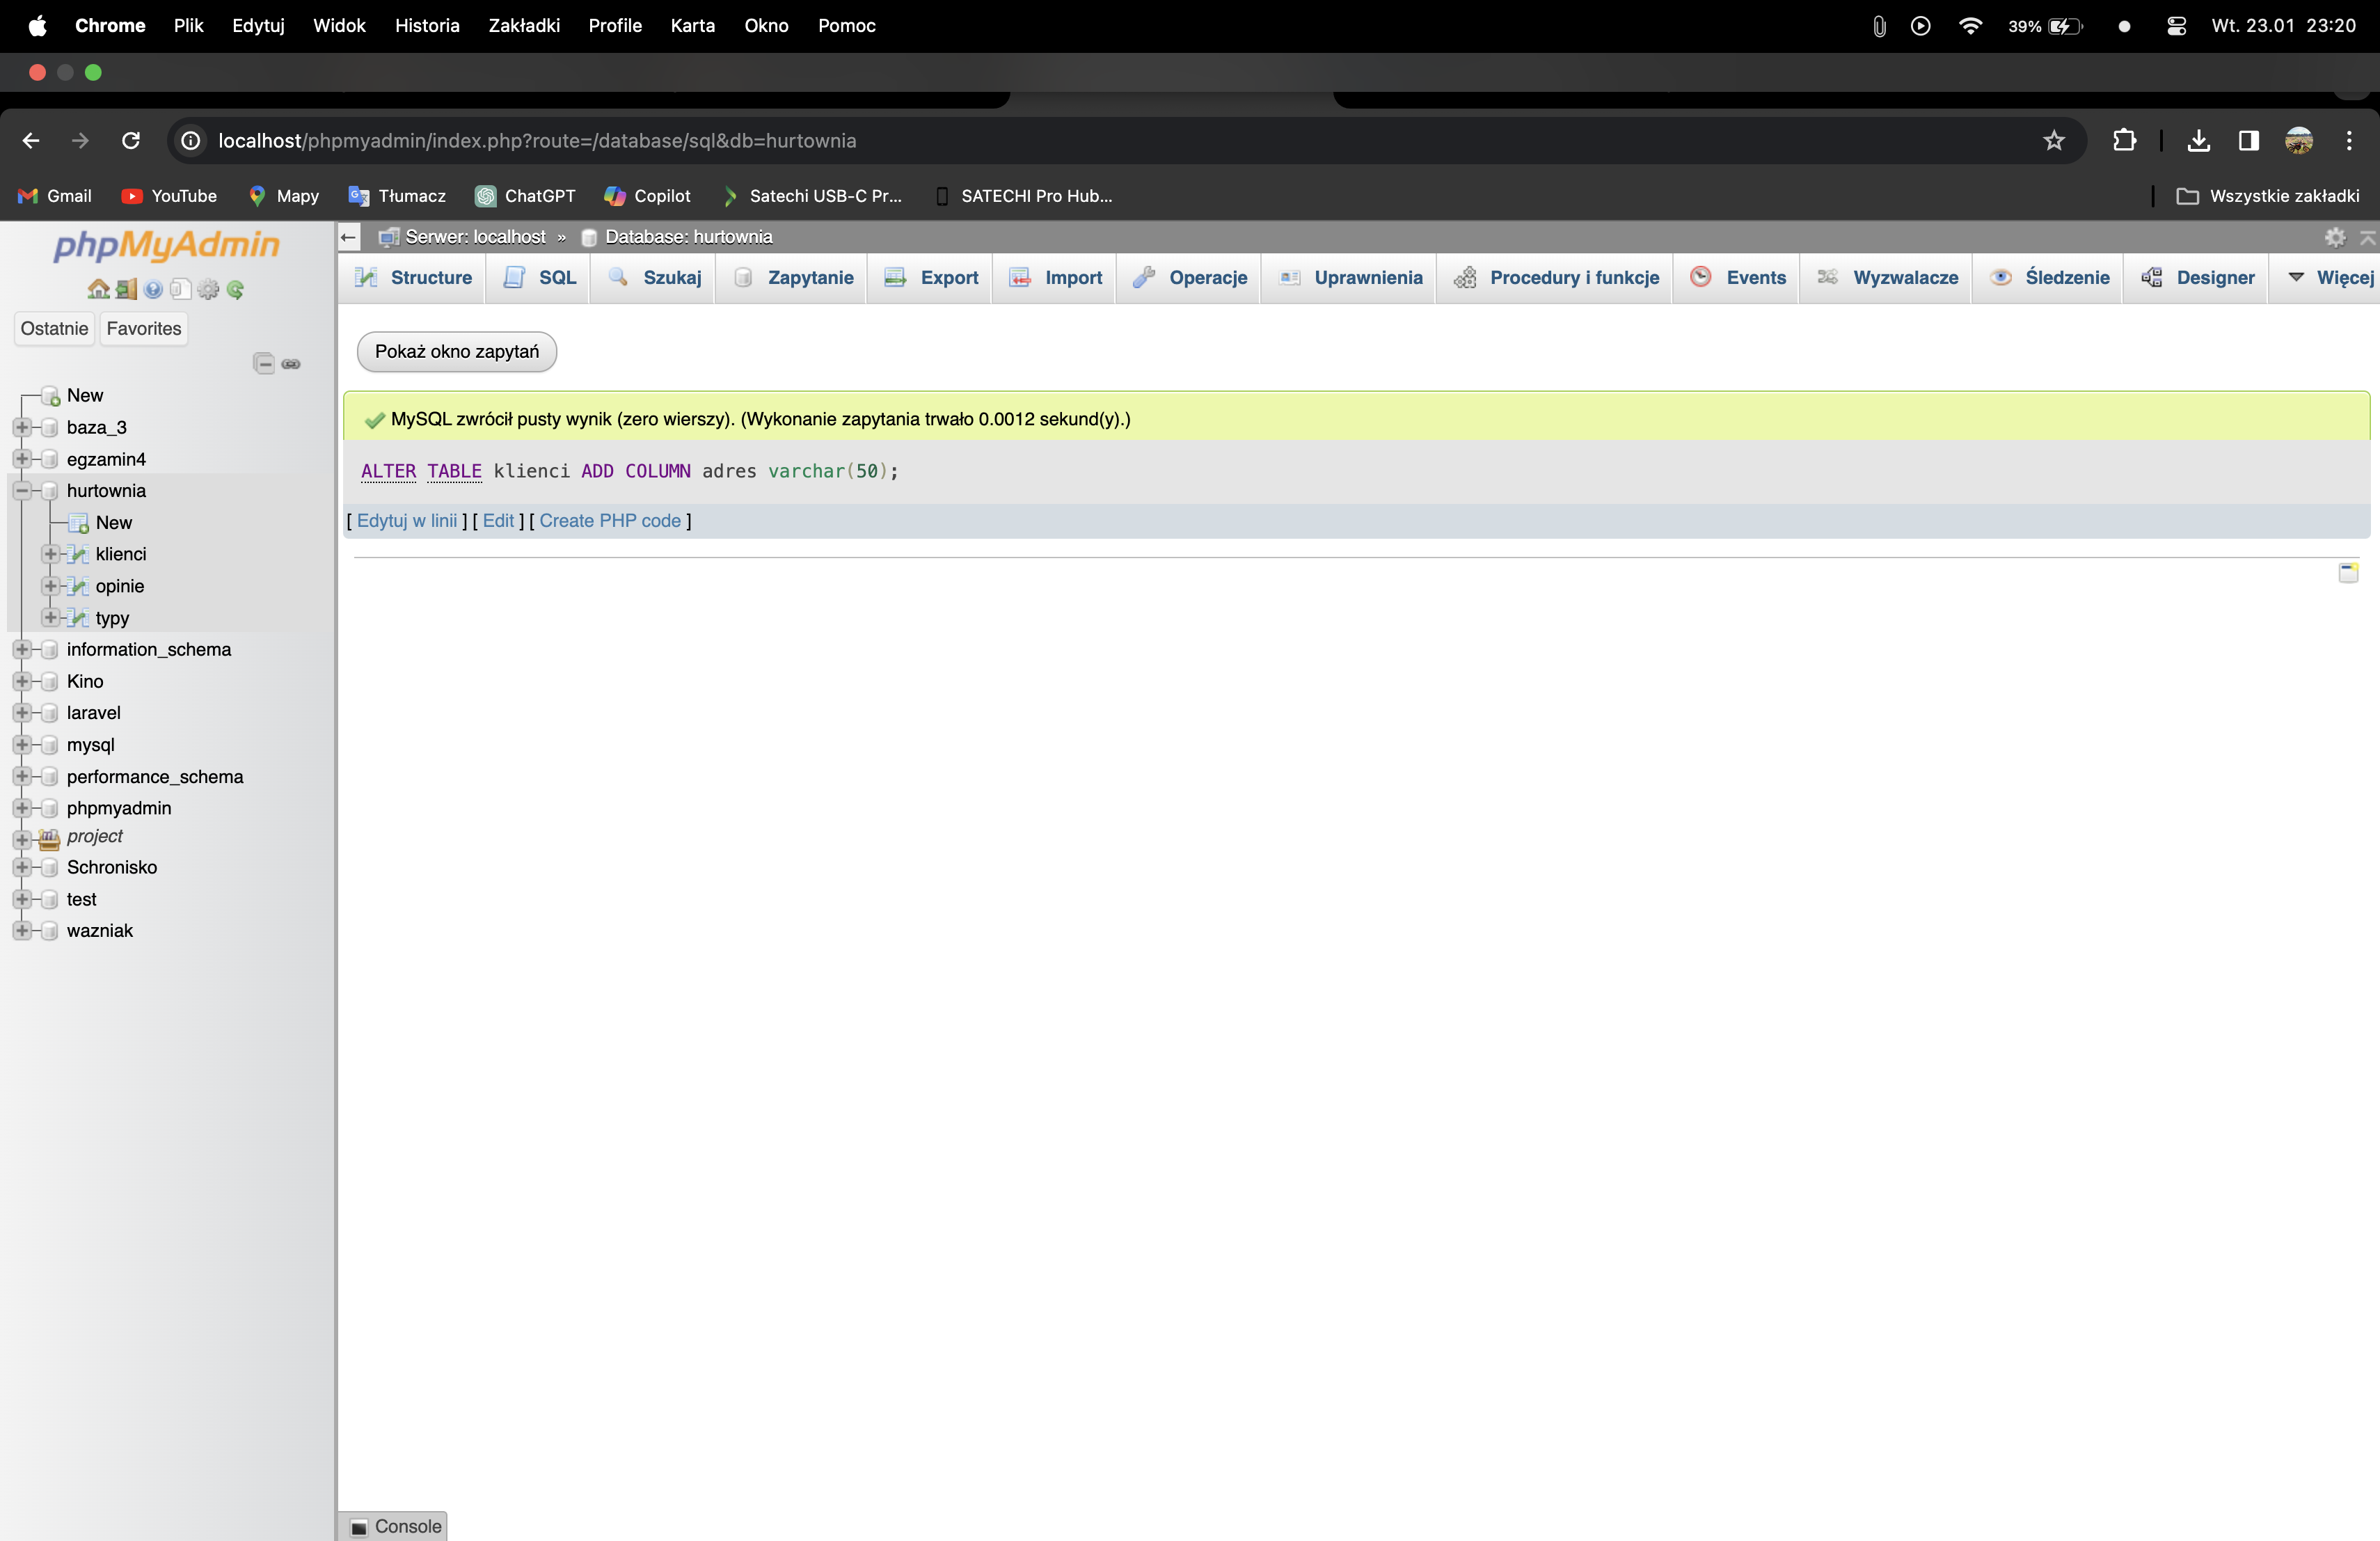 Chrome Plik Edytuj Widok Historia Zakładki Profile Karta Okno Pomoc 39% Wt. 23.01 23:20
localhost/phpmyadmin/index.php?route=/database/sql&db=hurtownia
Gmail YouTube Mapy Tłumacz ChatGPT Copilot Satechi USB-C Pr... SATECHI Pro Hub... Wszystkie zakładki
phpMyAdmin
Ostatnie Favorites
New
baza_3
egzamin4
hurtownia
New
klienci
opinie
typy
information_schema
Kino
laravel
mysql
performance_schema
phpmyadmin
project
Schronisko
test
wazniak
Serwer: localhost » Database: hurtownia
Structure SQL Szukaj Zapytanie Export Import Operacje Uprawnienia Procedury i funkcje Events Wyzwalacze Śledzenie Designer Więcej
Pokaż okno zapytań
MySQL zwrócił pusty wynik (zero wierszy). (Wykonanie zapytania trwało 0.0012 sekund(y).)
ALTER TABLE klienci ADD COLUMN adres varchar(50);
[ Edytuj w linii ] [ Edit ] [ Create PHP code ]
Console